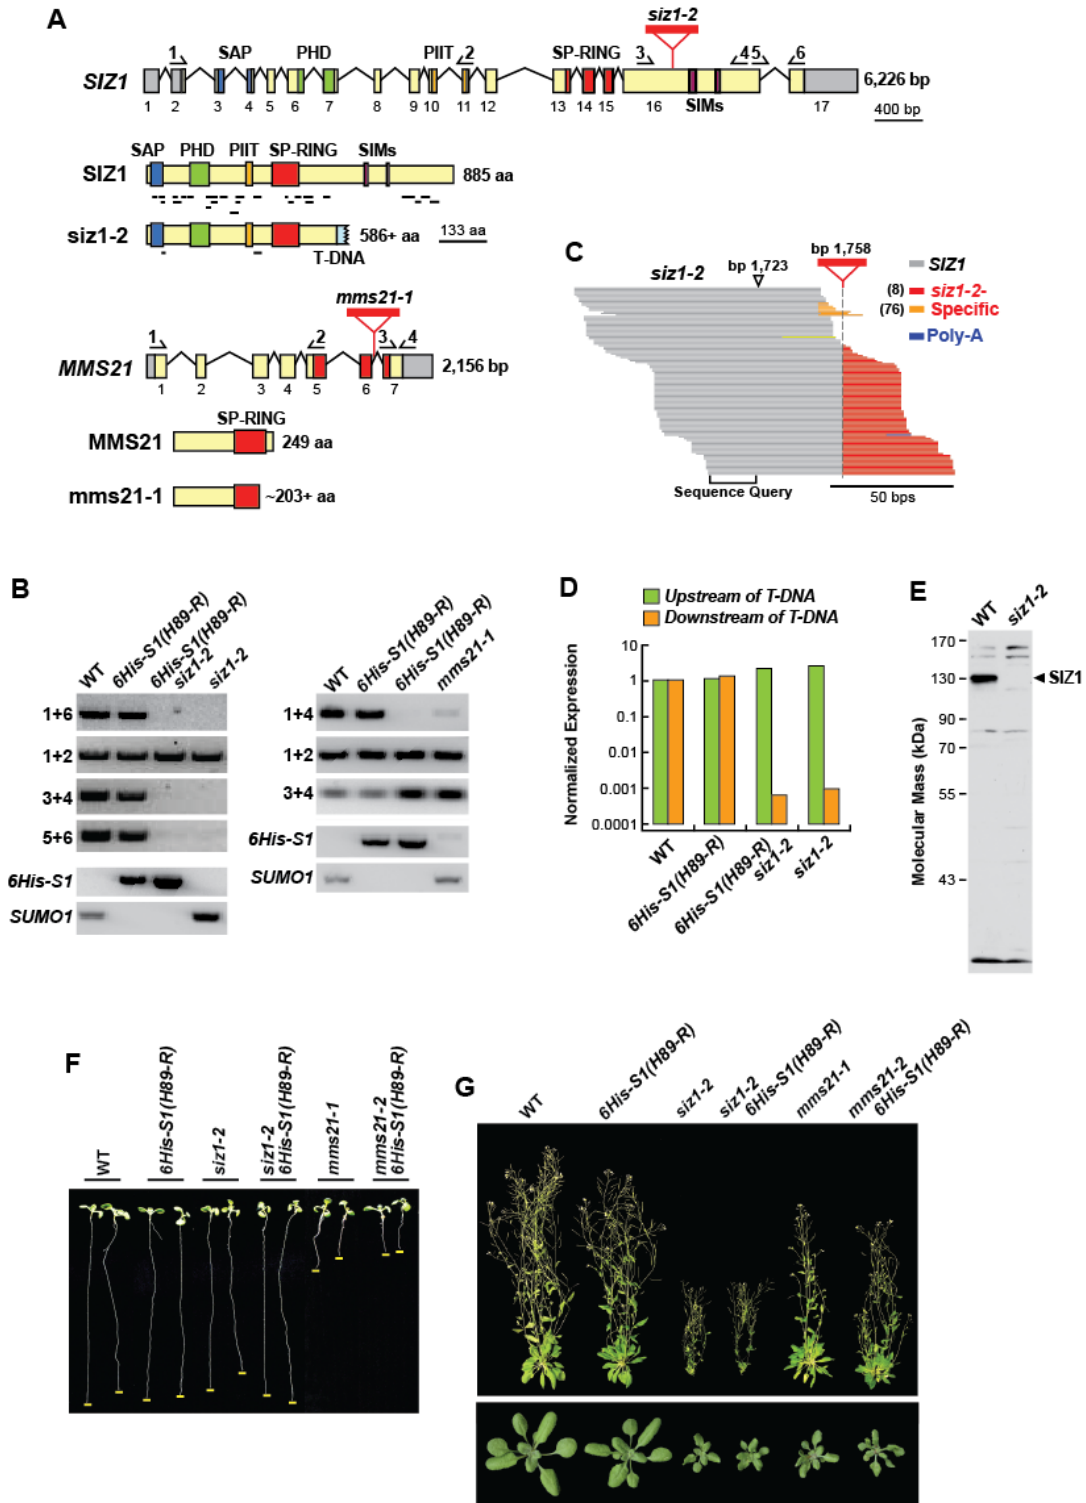 A
siz1-2
1 SAP PHD PIIT 2 SP-RING 3 4 5 6
SIZ1 6,226 bp
1 2 3 4 5 6 7 8 9 10 11 12 13 14 15 16 SIMs 17
400 bp
SAP PHD PIIT SP-RING SIMs
SIZ1 885 aa
siz1-2 586+ aa 133 aa
T-DNA
mms21-1
1 2 3 4
MMS21 2,156 bp
1 2 3 4 5 6 7
SP-RING
MMS21 249 aa
mms21-1 ~203+ aa
C
siz1-2 bp 1,723 bp 1,758
SIZ1
(8) siz1-2-
(76) Specific
Poly-A
Sequence Query 50 bps
B
WT 6His-S1(H89-R) 6His-S1(H89-R) siz1-2 siz1-2
1+6
1+2
3+4
5+6
6His-S1
SUMO1
WT 6His-S1(H89-R) 6His-S1(H89-R) mms21-1
1+4
1+2
3+4
6His-S1
SUMO1
D
Upstream of T-DNA
Downstream of T-DNA
Normalized Expression
10
1
0.1
0.01
0.001
0.0001
WT 6His-S1(H89-R) 6His-S1(H89-R) siz1-2 siz1-2
E
WT siz1-2
Molecular Mass (kDa)
170
130 SIZ1
90
70
55
43
F
WT 6His-S1(H89-R) siz1-2 siz1-2 6His-S1(H89-R) mms21-1 mms21-2 6His-S1(H89-R)
G
WT 6His-S1(H89-R) siz1-2 siz1-2 6His-S1(H89-R) mms21-1 mms21-2 6His-S1(H89-R)